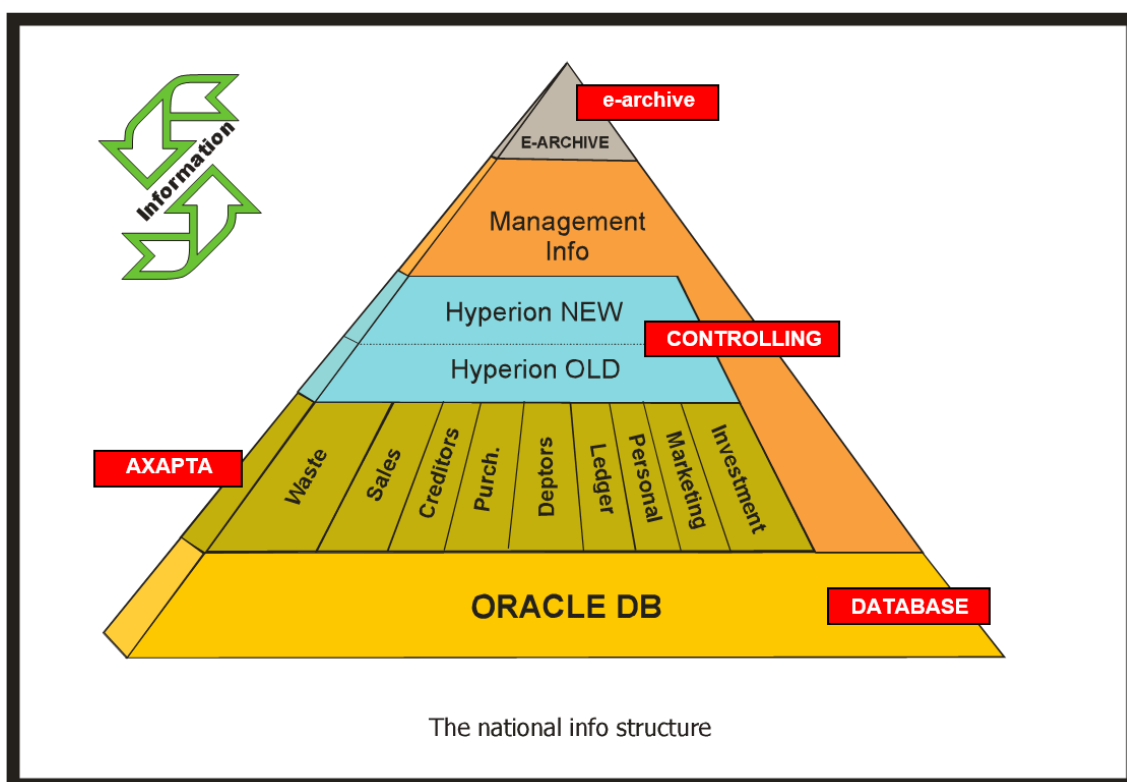 Information
e-archive
E-ARCHIVE
Management
Info
Hyperion NEW
CONTROLLING
Hyperion OLD
AXAPTA
Waste
Sales
Creditors
Purch.
Deptors
Ledger
Personal
Marketing
Investment
ORACLE DB
DATABASE
The national info structure